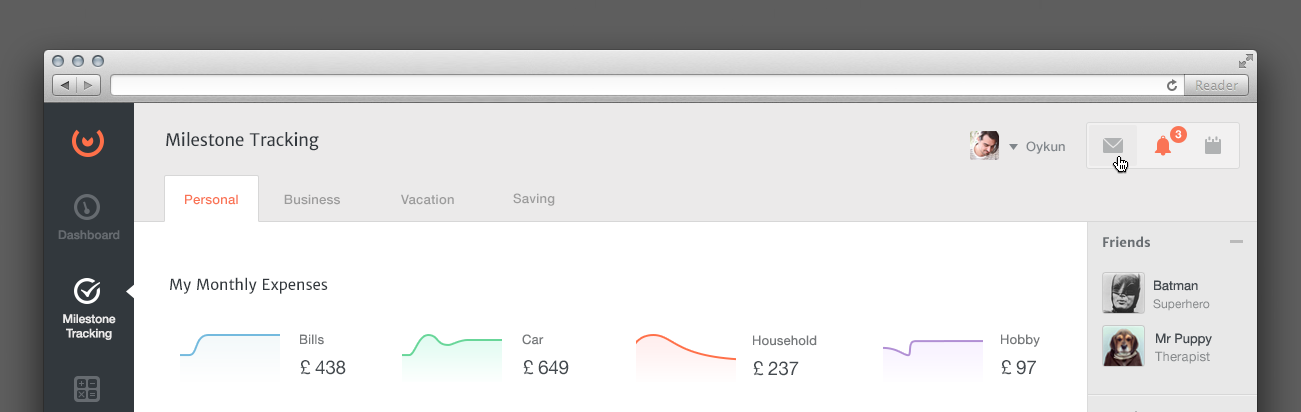 Reader
Milestone Tracking
Oykun
3
Personal
Business
Vacation
Saving
Dashboard
Milestone
Tracking
My Monthly Expenses
Bills
£ 438
Car
£ 649
Household
£ 237
Hobby
£ 97
Friends
Batman
Superhero
Mr Puppy
Therapist